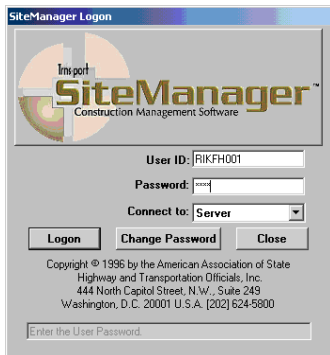 SiteManager Logon
Trns·port
SiteManager™
Construction Management Software
User ID: RIKFH001
Password: ****
Connect to: Server
Logon Change Password Close
Copyright © 1996 by the American Association of State
Highway and Transportation Officials, Inc.
444 North Capitol Street, N.W., Suite 249
Washington, D.C. 20001 U.S.A. (202) 624-5800
Enter the User Password.